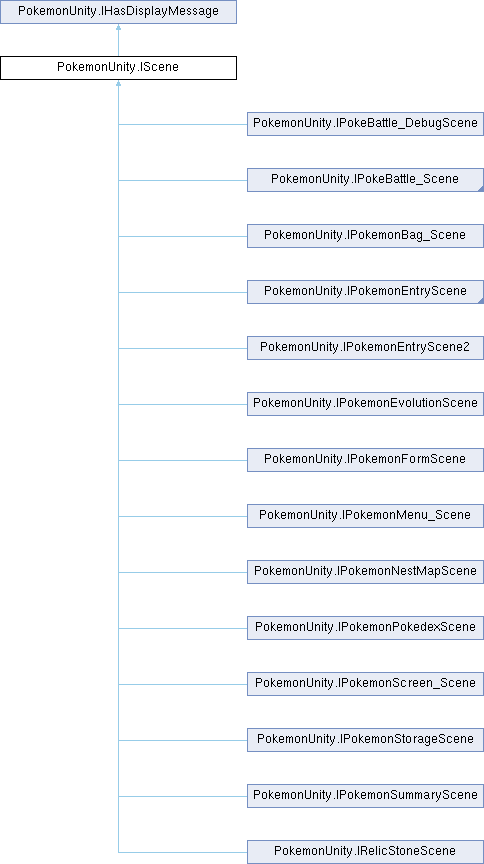 PokemonUnity.IHasDisplayMessage
PokemonUnity.IScene
PokemonUnity.IPokeBattle_DebugScene
PokemonUnity.IPokeBattle_Scene
PokemonUnity.IPokemonBag_Scene
PokemonUnity.IPokemonEntryScene
PokemonUnity.IPokemonEntryScene2
PokemonUnity.IPokemonEvolutionScene
PokemonUnity.IPokemonFormScene
PokemonUnity.IPokemonMenu_Scene
PokemonUnity.IPokemonNestMapScene
PokemonUnity.IPokemonPokedexScene
PokemonUnity.IPokemonScreen_Scene
PokemonUnity.IPokemonStorageScene
PokemonUnity.IPokemonSummaryScene
PokemonUnity.IRelicStoneScene